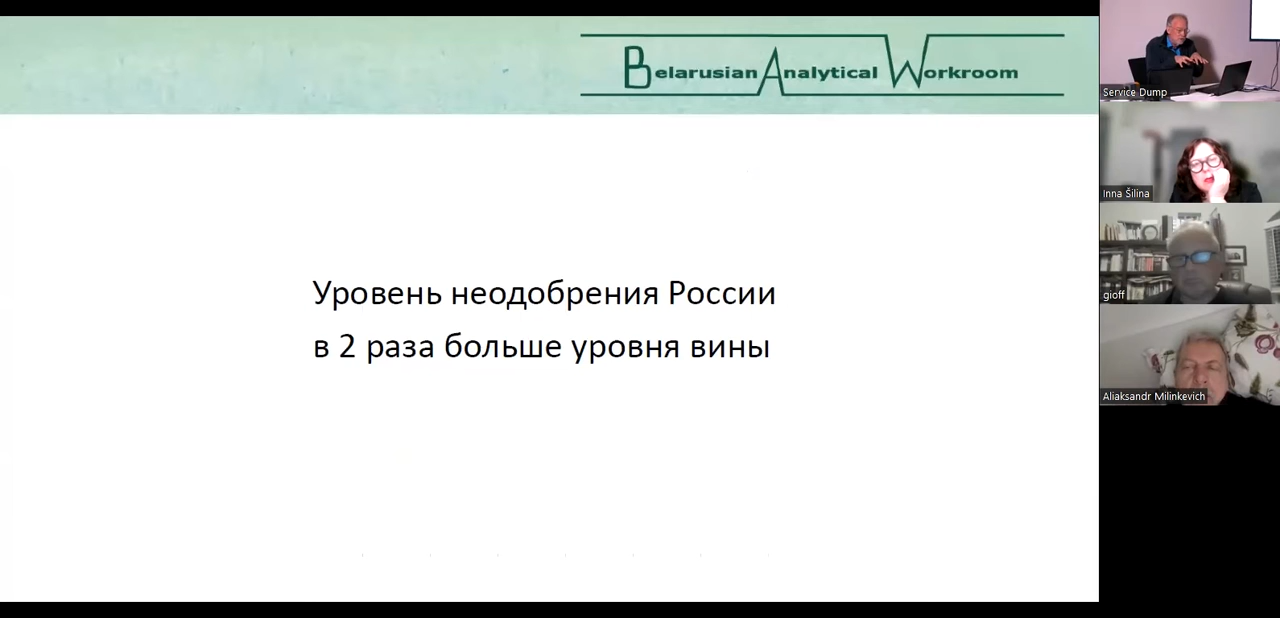 Belarusian Analytical Workroom
Уровень неодобрения России
в 2 раза больше уровня вины
Service Dump
Inna Šilina
gioff
Aliaksandr Milinkevich